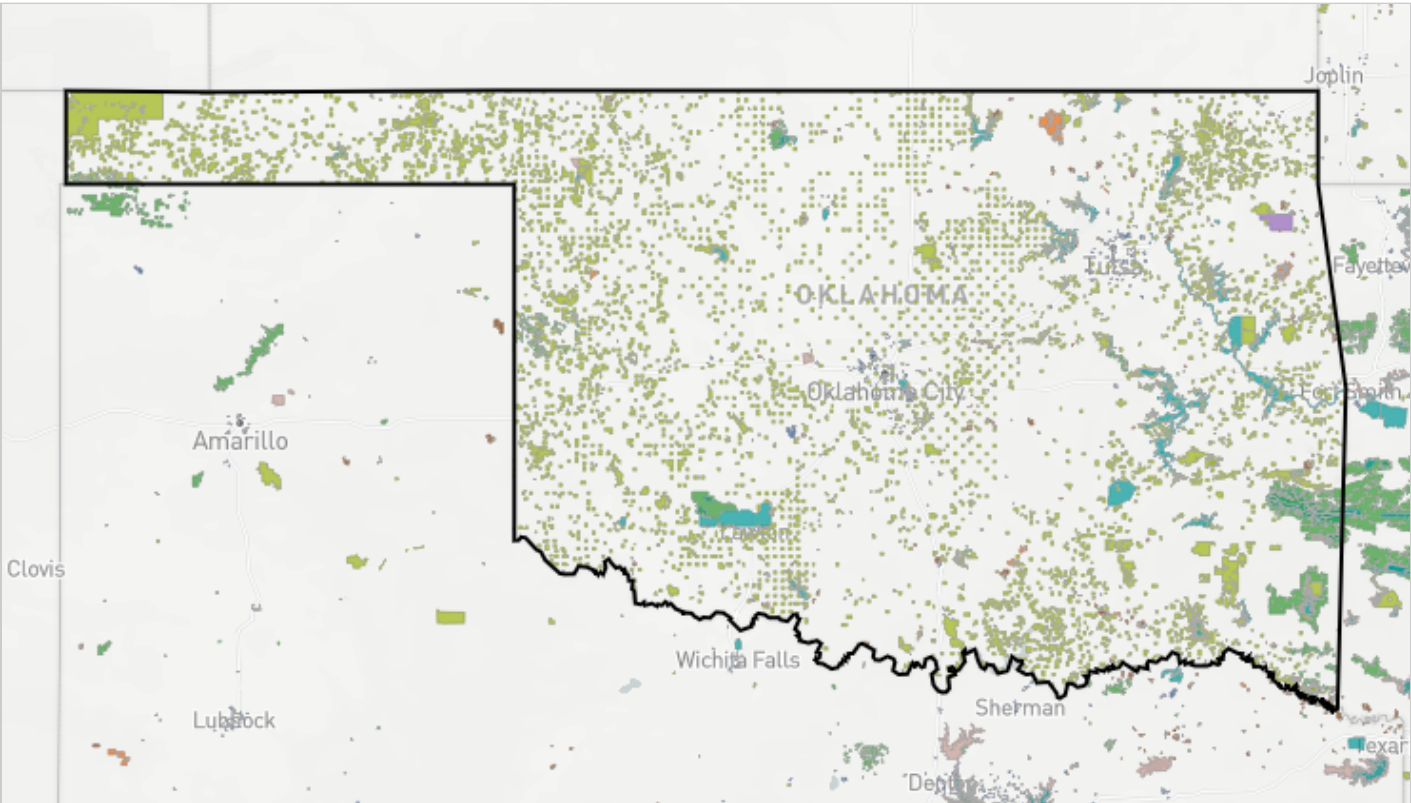 Joplin
Tulsa
Fayettev
OKLAHOMA
Oklahoma City
Fort Smith
Amarillo
Lawton
Clovis
Wichita Falls
Sherman
Lubbock
Texar
Denton